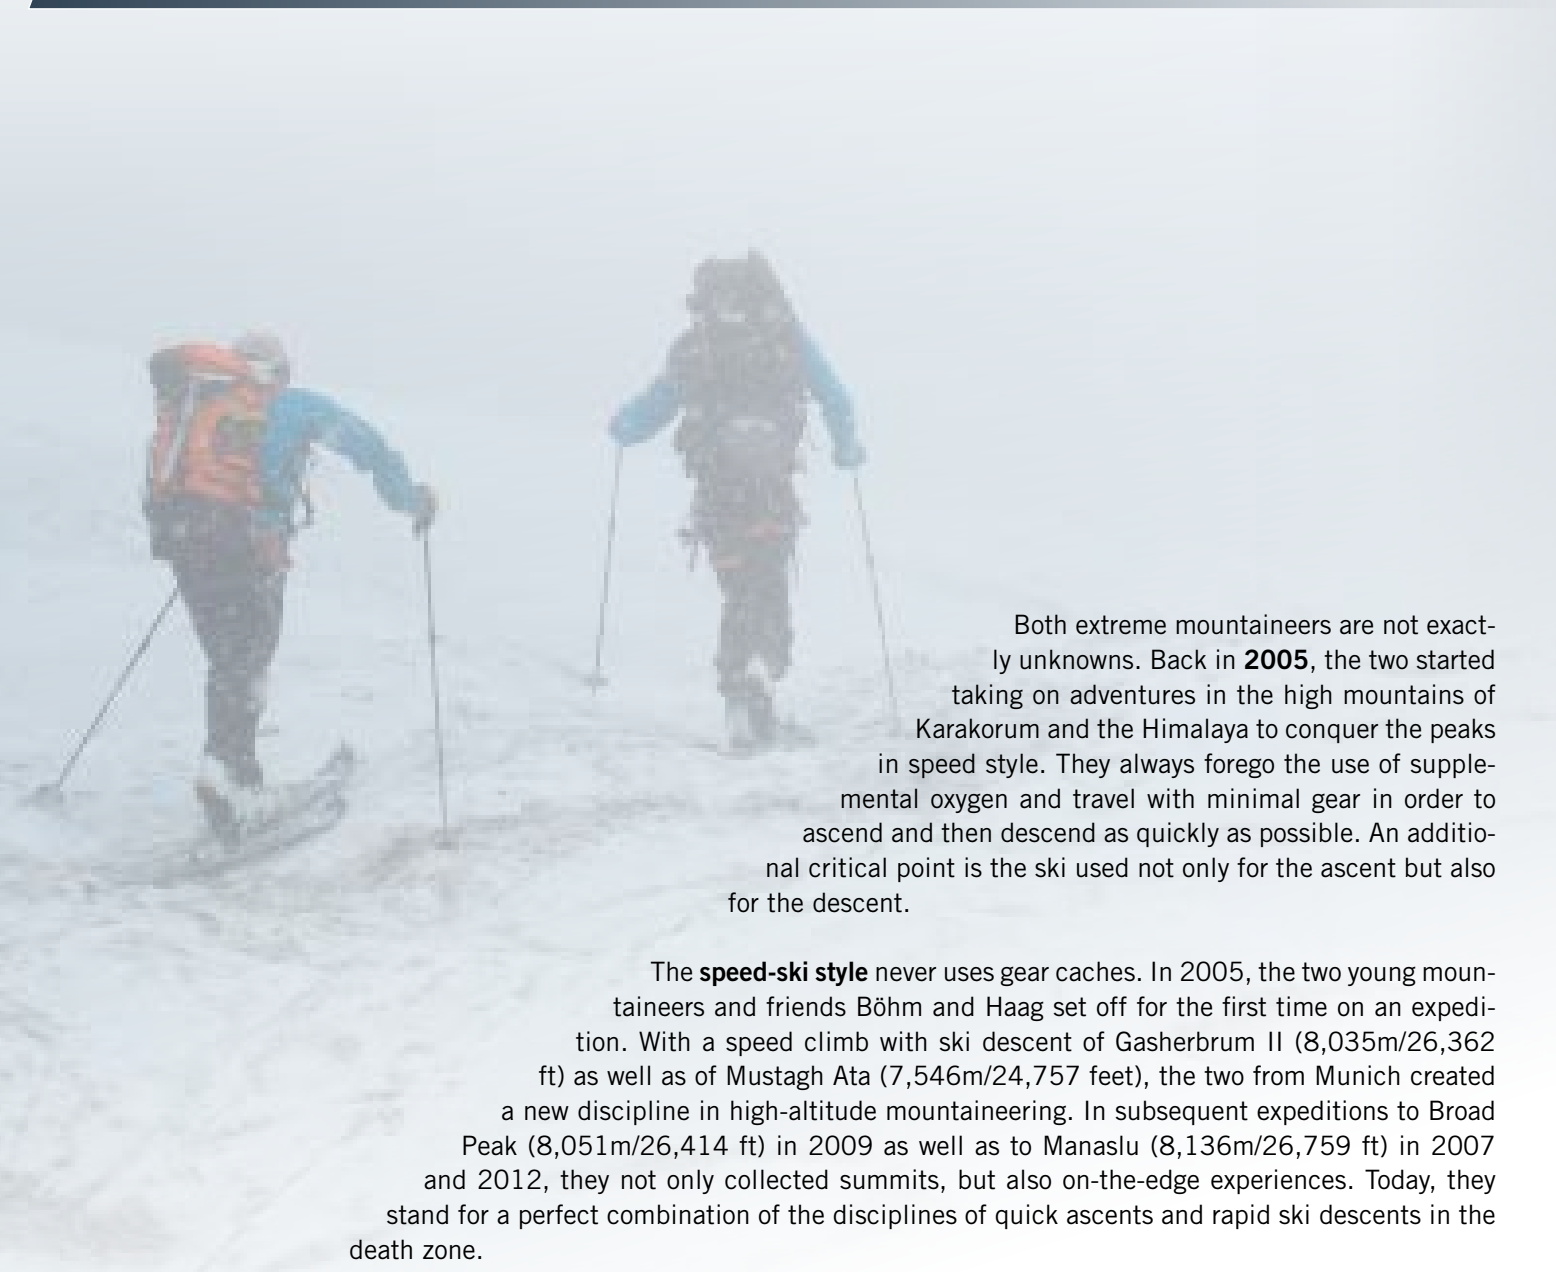 Both extreme mountaineers are not exact-
ly unknowns. Back in 2005, the two started
taking on adventures in the high mountains of
Karakorum and the Himalaya to conquer the peaks
in speed style. They always forego the use of supple-
mental oxygen and travel with minimal gear in order to
ascend and then descend as quickly as possible. An additio-
nal critical point is the ski used not only for the ascent but also
for the descent.
The speed-ski style never uses gear caches. In 2005, the two young moun-
taineers and friends Böhm and Haag set off for the first time on an expedi-
tion. With a speed climb with ski descent of Gasherbrum II (8,035m/26,362
ft) as well as of Mustagh Ata (7,546m/24,757 feet), the two from Munich created
a new discipline in high-altitude mountaineering. In subsequent expeditions to Broad
Peak (8,051m/26,414 ft) in 2009 as well as to Manaslu (8,136m/26,759 ft) in 2007
and 2012, they not only collected summits, but also on-the-edge experiences. Today, they
stand for a perfect combination of the disciplines of quick ascents and rapid ski descents in the
death zone.